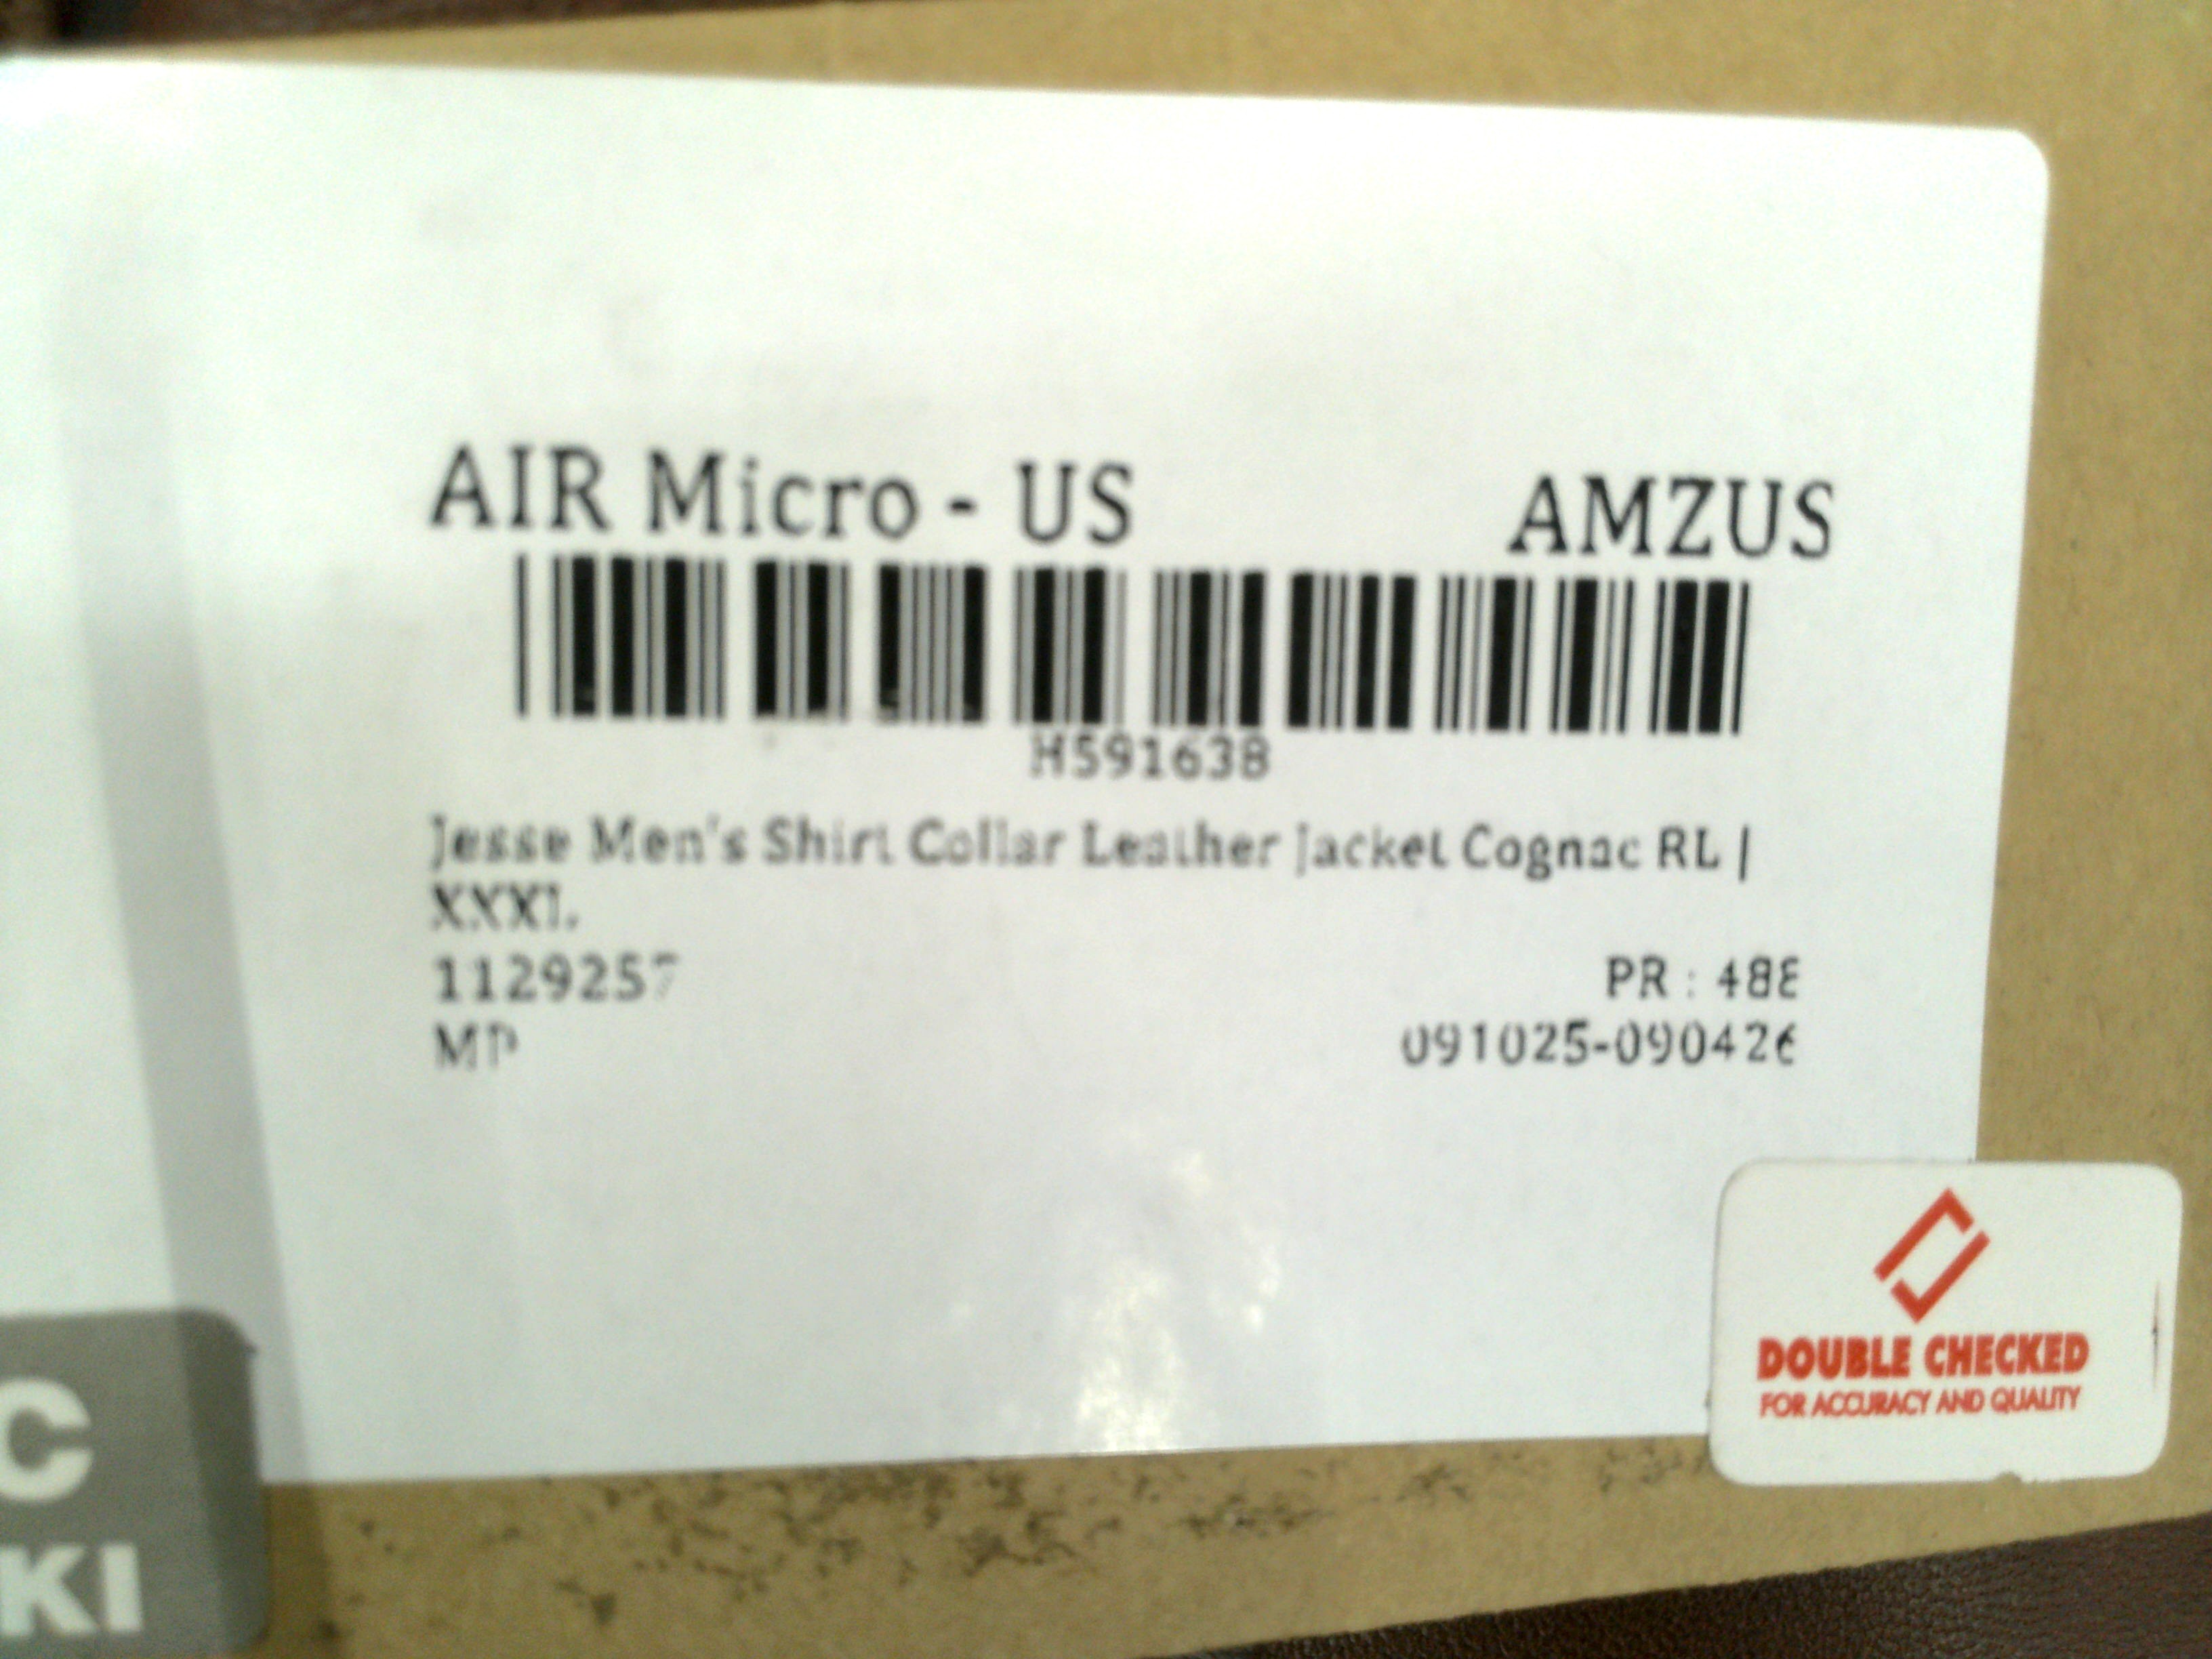 AIR Micro - US AMZUS
H591638
Jesse Men's Shirt Collar Leather Jacket Cognac RL |
XXXL
1129257 PR : 488
MP 091025-090426
DOUBLE CHECKED
FOR ACCURACY AND QUALITY
C
KI